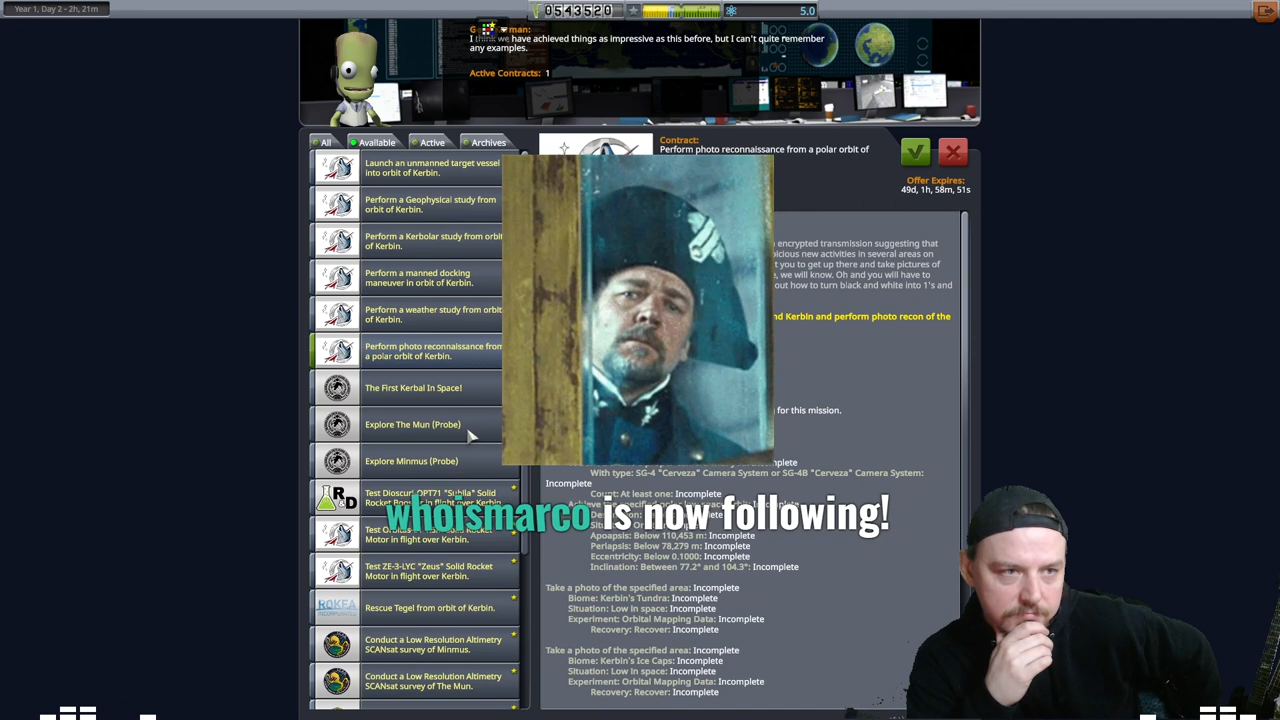 Year 1, Day 2 - 2h, 21m
0543520
5.0
I think we have achieved things as impressive as this before, but I can't quite remember
any examples.
Active Contracts: 1
All
Available
Active
Archives
Launch an unmanned target vessel
into orbit of Kerbin.
Perform a Geophysical study from
orbit of Kerbin.
Perform a Kerbolar study from orbit
of Kerbin.
Perform a manned docking
maneuver in orbit of Kerbin.
Perform a weather study from orbit
of Kerbin.
Perform photo reconnaissance from
a polar orbit of Kerbin.
The First Kerbal In Space!
Explore The Mun (Probe)
Explore Minmus (Probe)
R&D
Test Dioscuri OPT71 "Subila" Solid
Rocket in flight over Kerbin.
Test Solid Rocket
Motor in flight over Kerbin.
Test ZE-3-LYC "Zeus" Solid Rocket
Motor in flight over Kerbin.
ROKEA
Rescue Tegel from orbit of Kerbin.
Conduct a Low Resolution Altimetry
SCANsat survey of Minmus.
Conduct a Low Resolution Altimetry
SCANsat survey of The Mun.
Contract:
Perform photo reconnaissance from a polar orbit of
Offer Expires:
49d, 1h, 58m, 51s
encrypted transmission suggesting that
new activities in several areas on
you to get up there and take pictures of
we will know. Oh and you will have to
out how to turn black and white into 1's and
Kerbin and perform photo recon of the
for this mission.
With type: SG-4 "Cerveza" Camera System or SG-4B "Cerveza" Camera System:
Incomplete
Count: At least one: Incomplete
whoismarco is now following!
Apoapsis: Below 110,453 m: Incomplete
Periapsis: Below 78,279 m: Incomplete
Eccentricity: Below 0.1000: Incomplete
Inclination: Between 77.2° and 104.3°: Incomplete
Take a photo of the specified area: Incomplete
Biome: Kerbin's Tundra: Incomplete
Situation: Low in space: Incomplete
Experiment: Orbital Mapping Data: Incomplete
Recovery: Recover: Incomplete
Take a photo of the specified area: Incomplete
Biome: Kerbin's Ice Caps: Incomplete
Situation: Low in space: Incomplete
Experiment: Orbital Mapping Data: Incomplete
Recovery: Recover: Incomplete